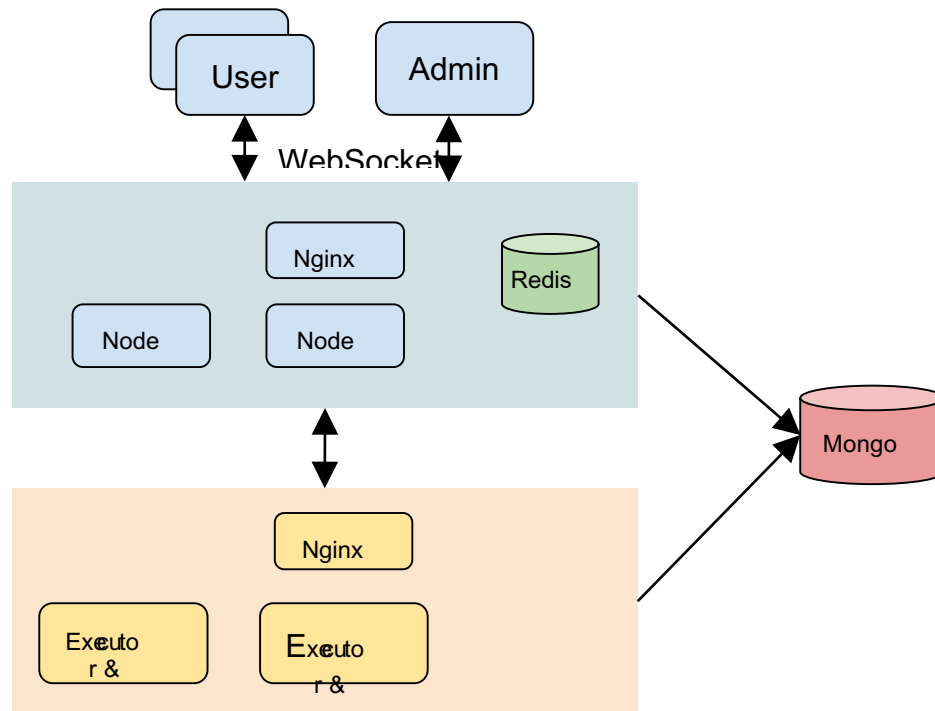 User
Admin
WebSocket
Nginx
Redis
Node
Node
Mongo
Nginx
Executo
r &
Executo
r &